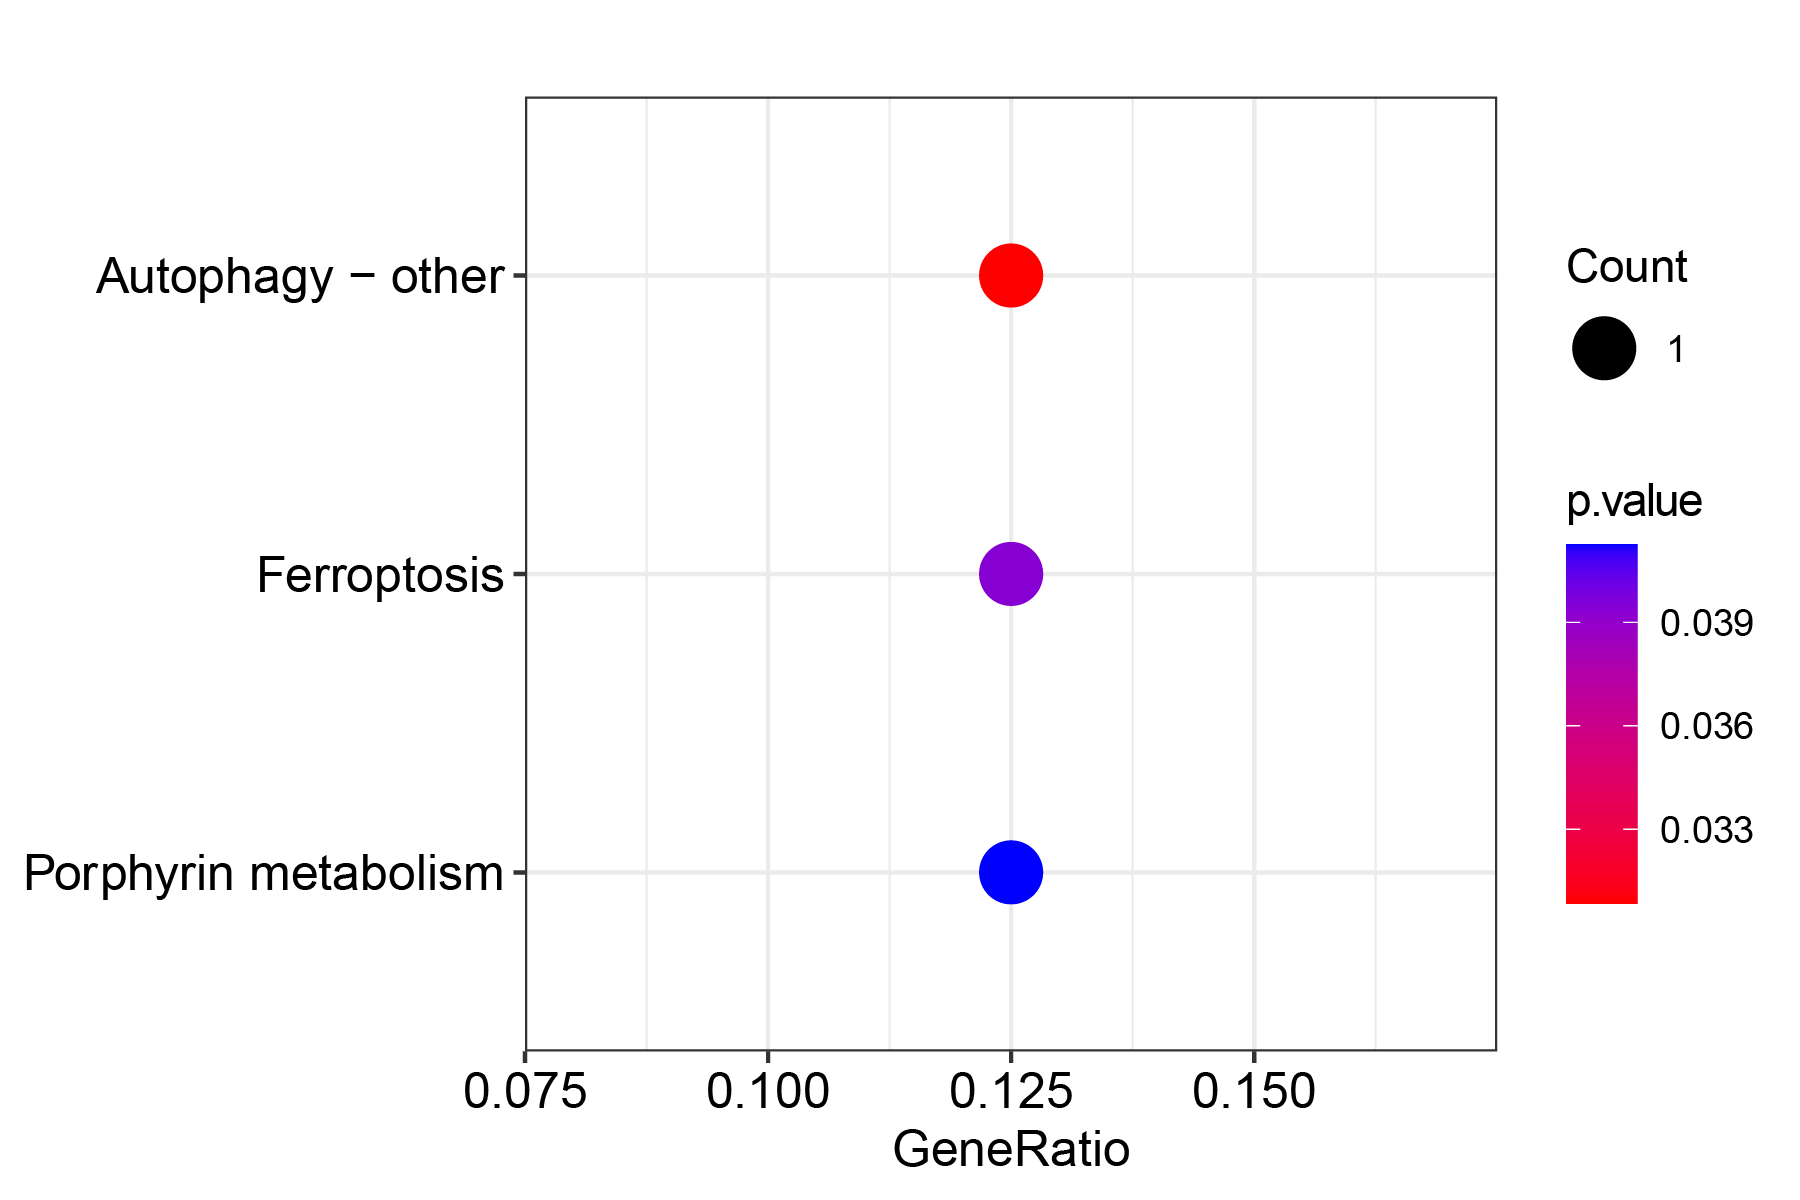 Autophagy − other
Ferroptosis
Porphyrin metabolism
0.075 0.100 0.125 0.150
GeneRatio
Count
1
p.value
0.039
0.036
0.033